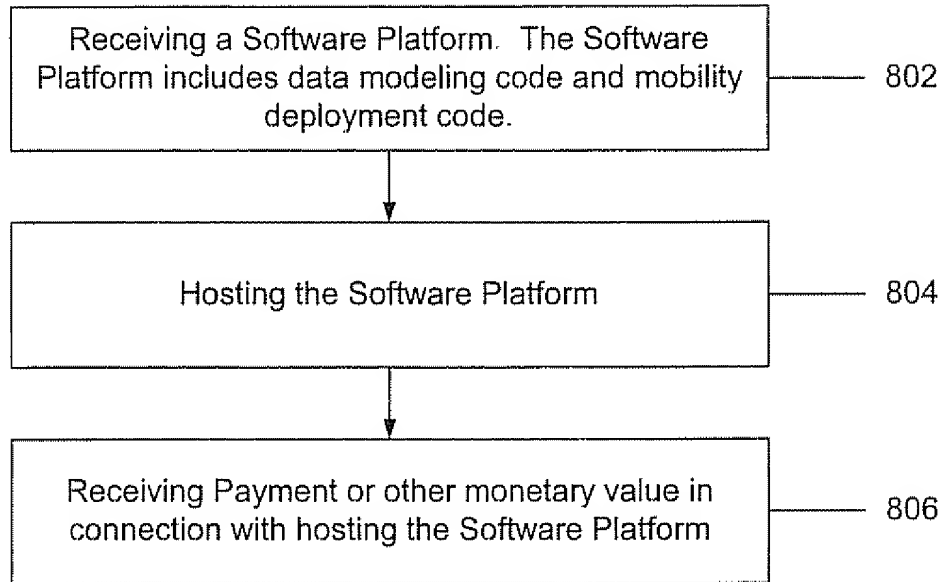 Receiving a Software Platform. The Software
Platform includes data modeling code and mobility
deployment code.
802
Hosting the Software Platform
804
Receiving Payment or other monetary value in
connection with hosting the Software Platform
806